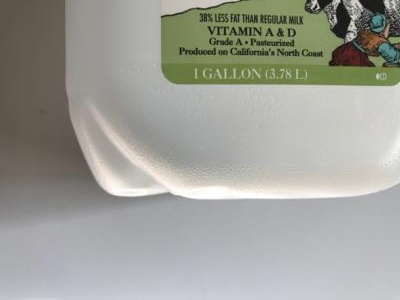 38% LESS FAT THAN REGULAR MILK
VITAMIN A & D
Grade A • Pasteurized
Produced on California's North Coast
1 GALLON (3.78 L)